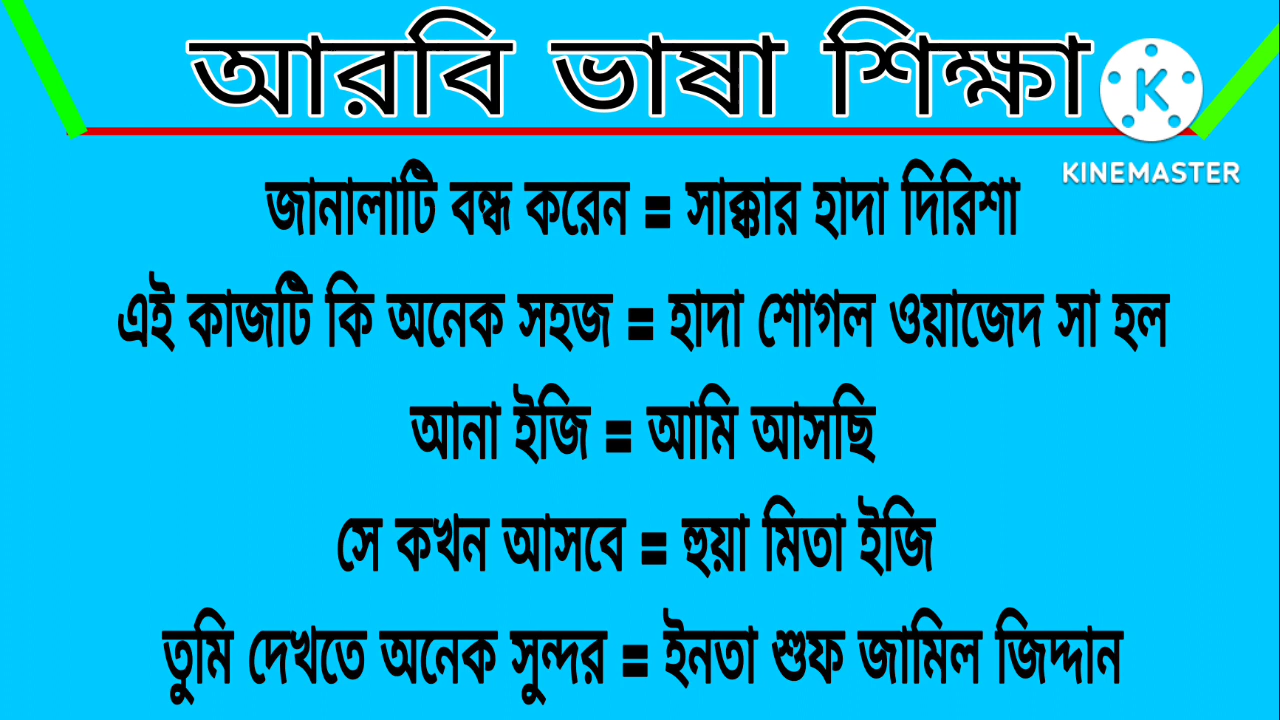 আরবি ভাষা শিক্ষা
K
KINEMASTER
জানালাটি বন্ধ করেন = সাক্কার হাদা দিরিশা
এই কাজটি কি অনেক সহজ = হাদা শোগল ওয়াজেদ সা হল
আনা ইজি = আমি আসছি
সে কখন আসবে = হুয়া মিতা ইজি
তুমি দেখতে অনেক সুন্দর = ইনতা শুফ জামিল জিদ্দান